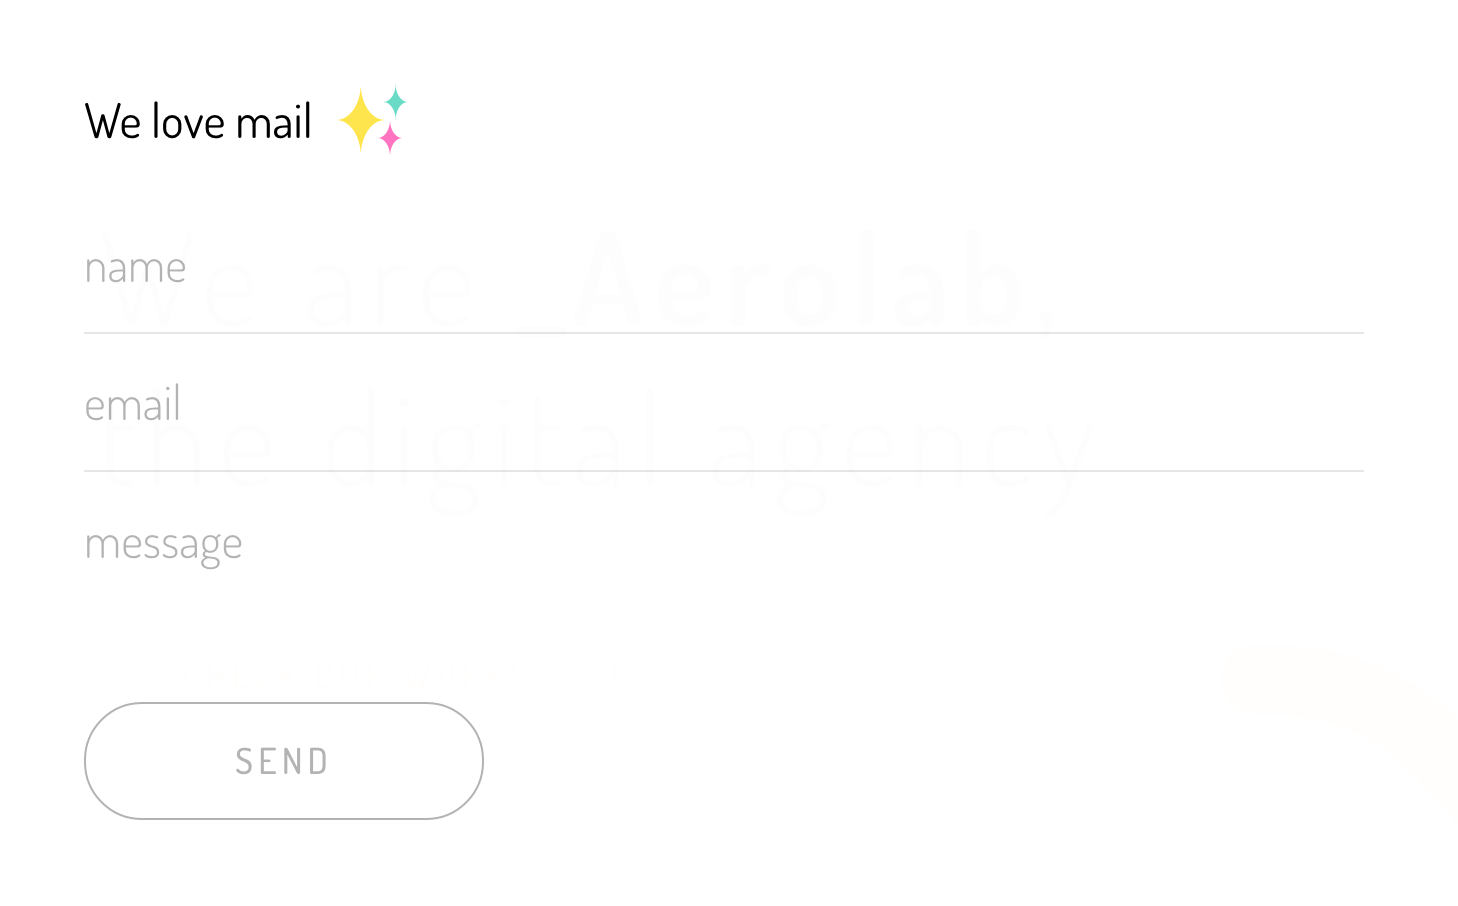 We love mail
name
We are _Aerolab,
email
the digital agency
message
SEND